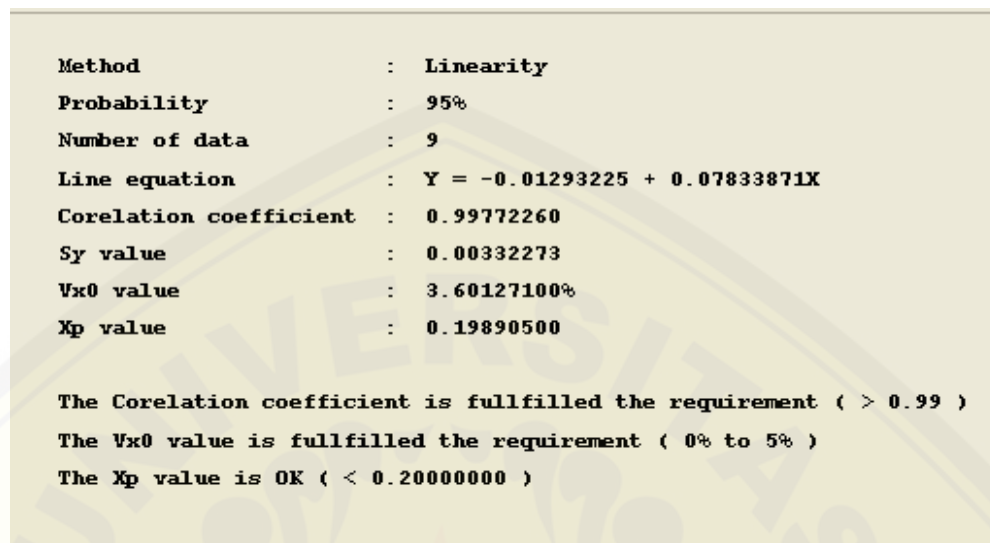 Method : Linearity
Probability : 95%
Number of data : 9
Line equation : Y = -0.01293225 + 0.07833871X
Corelation coefficient : 0.99772260
Sy value : 0.00332273
Vx0 value : 3.60127100%
Xp value : 0.19890500
The Corelation coefficient is fullfilled the requirement ( > 0.99 )
The Vx0 value is fullfilled the requirement ( 0% to 5% )
The Xp value is OK ( < 0.20000000 )
UNIVERSITAS